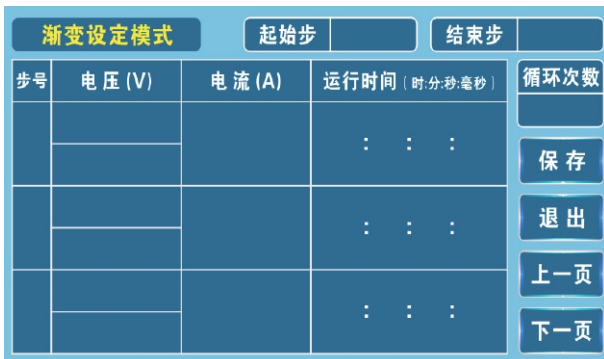 渐变设定模式 起始步 结束步
步号 电压(V) 电流(A) 运行时间(时:分:秒:毫秒) 循环次数
: : :
保存
: : :
退出
上一页
: : :
下一页